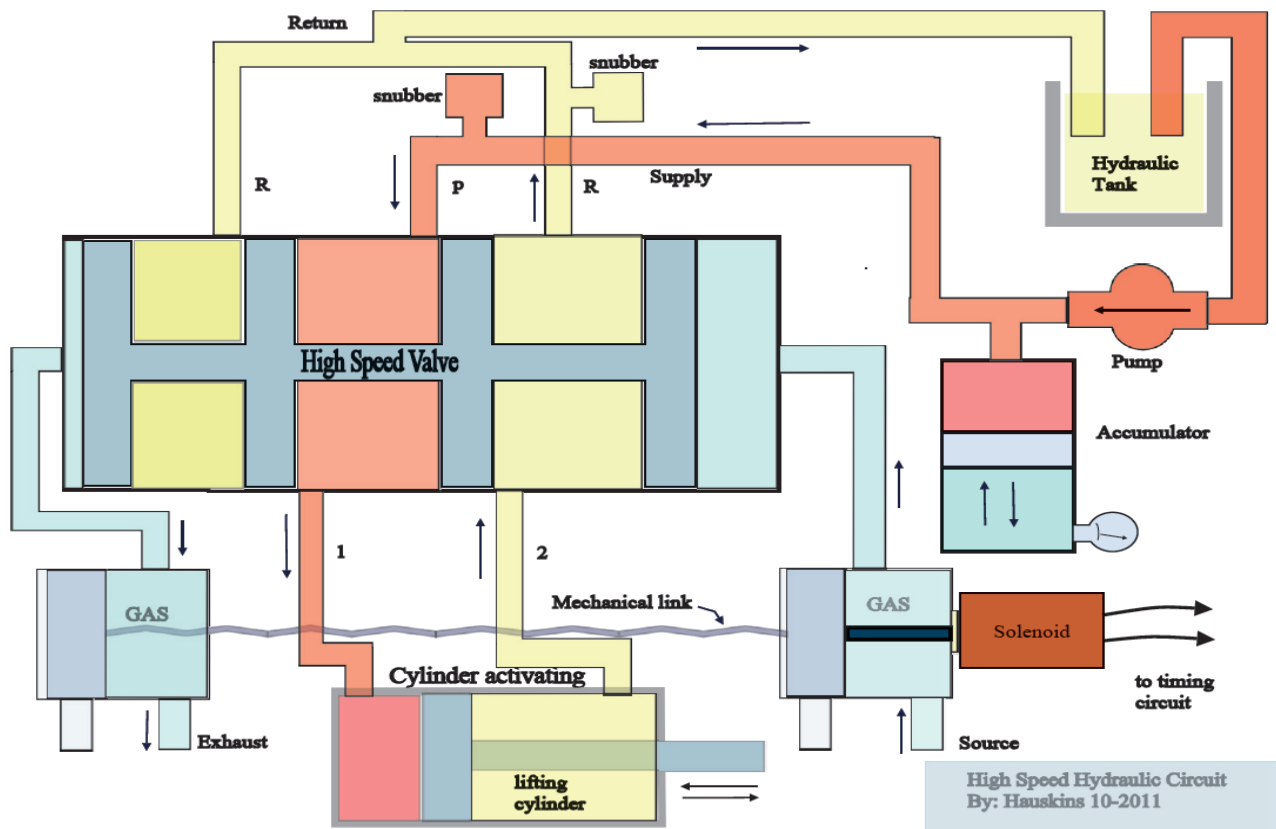 Return
snubber
snubber
Hydraulic
Tank
R
P
R
Supply
High Speed Valve
Pump
Accumulator
1
2
GAS
Mechanical link
GAS
Solenoid
Cylinder activating
to timing
circuit
Exhaust
Source
lifting
cylinder
High Speed Hydraulic Circuit
By: Hauskins 10-2011